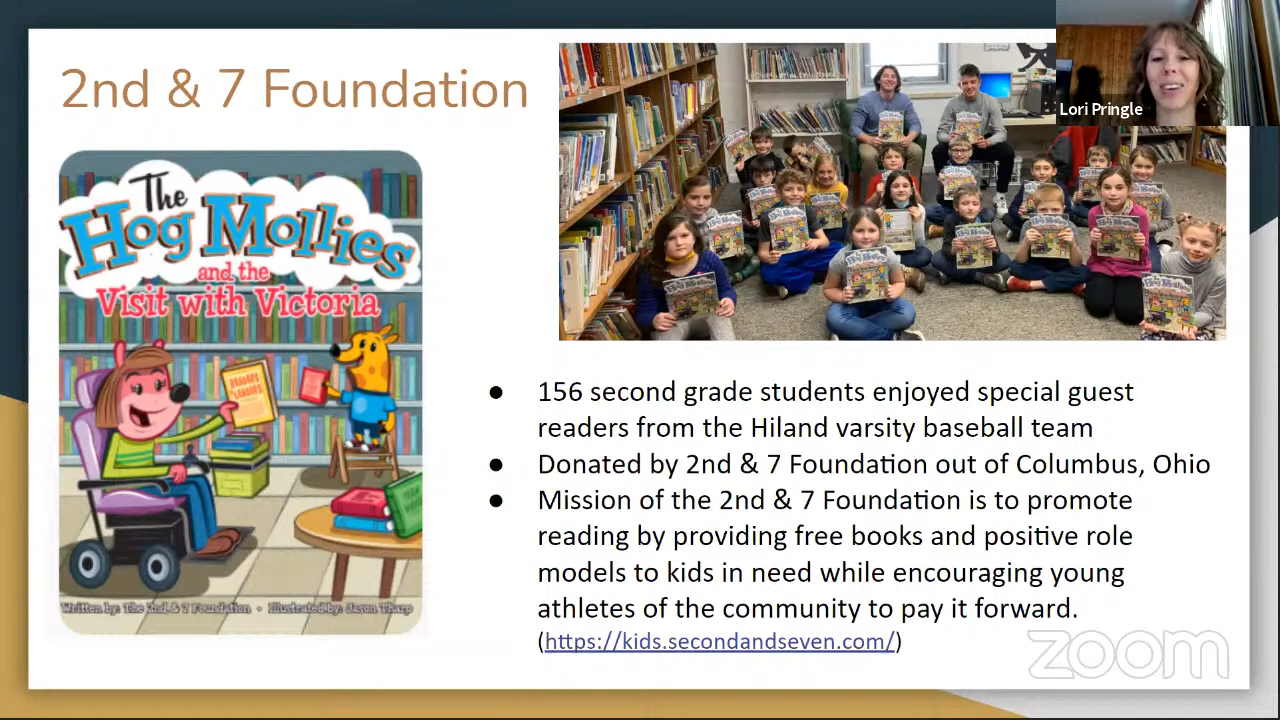 2nd & 7 Foundation
Lori Pringle
The
Hog Mollies
and the
Visit with Victoria
READERS
LEADERS
Written by: The 2nd & 7 Foundation • Illustrated by: Jason Tharp
● 156 second grade students enjoyed special guest
readers from the Hiland varsity baseball team
● Donated by 2nd & 7 Foundation out of Columbus, Ohio
● Mission of the 2nd & 7 Foundation is to promote
reading by providing free books and positive role
models to kids in need while encouraging young
athletes of the community to pay it forward.
(https://kids.secondandseven.com/)
zoom